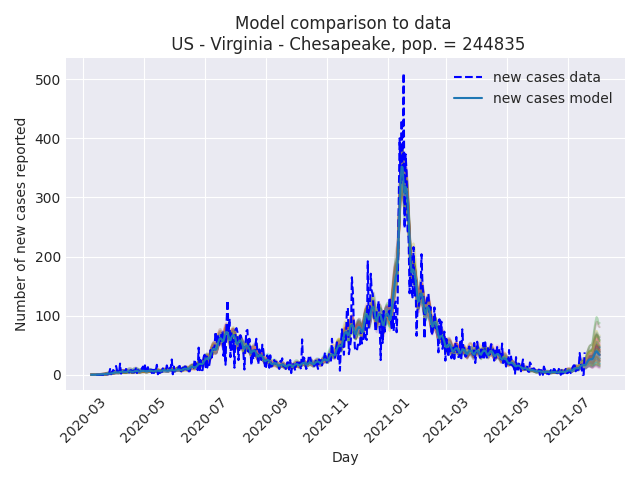 Model comparison to data
US - Virginia - Chesapeake, pop. = 244835
new cases data
new cases model
Number of new cases reported
500
400
300
200
100
0
2020-03
2020-05
2020-07
2020-09
2020-11
2021-01
2021-03
2021-05
2021-07
Day